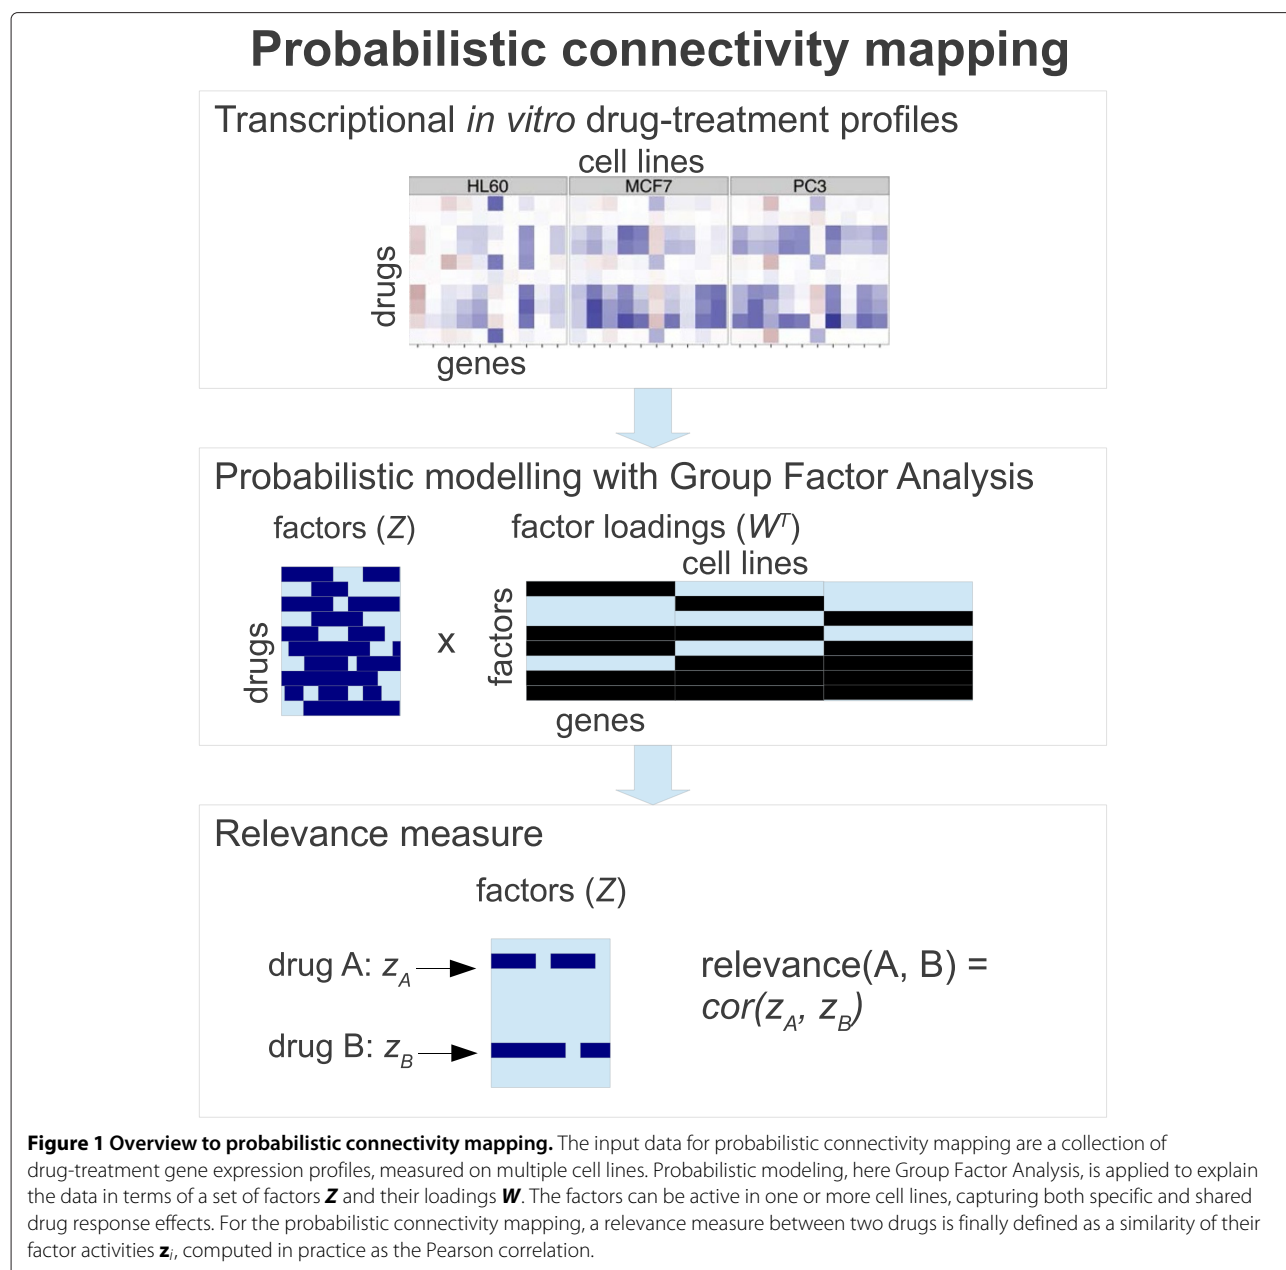 Probabilistic connectivity mapping
Transcriptional in vitro drug-treatment profiles
cell lines
HL60 MCF7 PC3
drugs
genes
Probabilistic modelling with Group Factor Analysis
factors (Z) factor loadings (Wᵀ)
cell lines
drugs
x
factors
genes
Relevance measure
factors (Z)
drug A: z_A
relevance(A, B) =
cor(z_A, z_B)
drug B: z_B
Figure 1 Overview to probabilistic connectivity mapping. The input data for probabilistic connectivity mapping are a collection of
drug-treatment gene expression profiles, measured on multiple cell lines. Probabilistic modeling, here Group Factor Analysis, is applied to explain
the data in terms of a set of factors Z and their loadings W. The factors can be active in one or more cell lines, capturing both specific and shared
drug response effects. For the probabilistic connectivity mapping, a relevance measure between two drugs is finally defined as a similarity of their
factor activities z_i, computed in practice as the Pearson correlation.